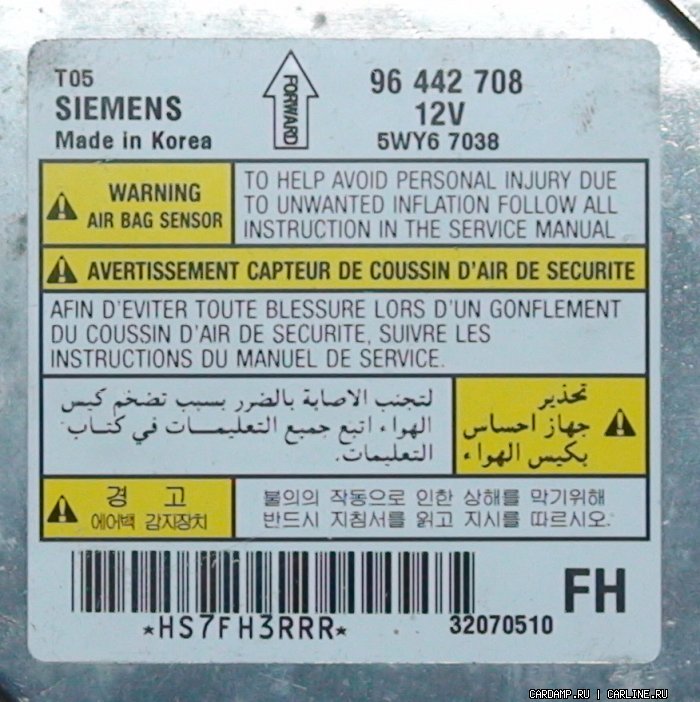 T05
SIEMENS
Made in Korea
FORWARD
96 442 708
12V
5WY6 7038
WARNING
AIR BAG SENSOR
TO HELP AVOID PERSONAL INJURY DUE
TO UNWANTED INFLATION FOLLOW ALL
INSTRUCTION IN THE SERVICE MANUAL
AVERTISSEMENT CAPTEUR DE COUSSIN D'AIR DE SECURITE
AFIN D'EVITER TOUTE BLESSURE LORS D'UN GONFLEMENT
DU COUSSIN D'AIR DE SECURITE, SUIVRE LES
INSTRUCTIONS DU MANUEL DE SERVICE.
تحذير
جهاز احساس
بكيس الهواء
لتجنب الاصابة بالضرر بسبب تضخم كيس
الهواء اتبع جميع التعليمات في كتاب
التعليمات.
경 고
에어백 감지장치
불의의 작동으로 인한 상해를 막기위해
반드시 지침서를 읽고 지시를 따르시오.
*HS7FH3RRR*
FH
32070510
CARDAMP.RU | CARLINE.RU